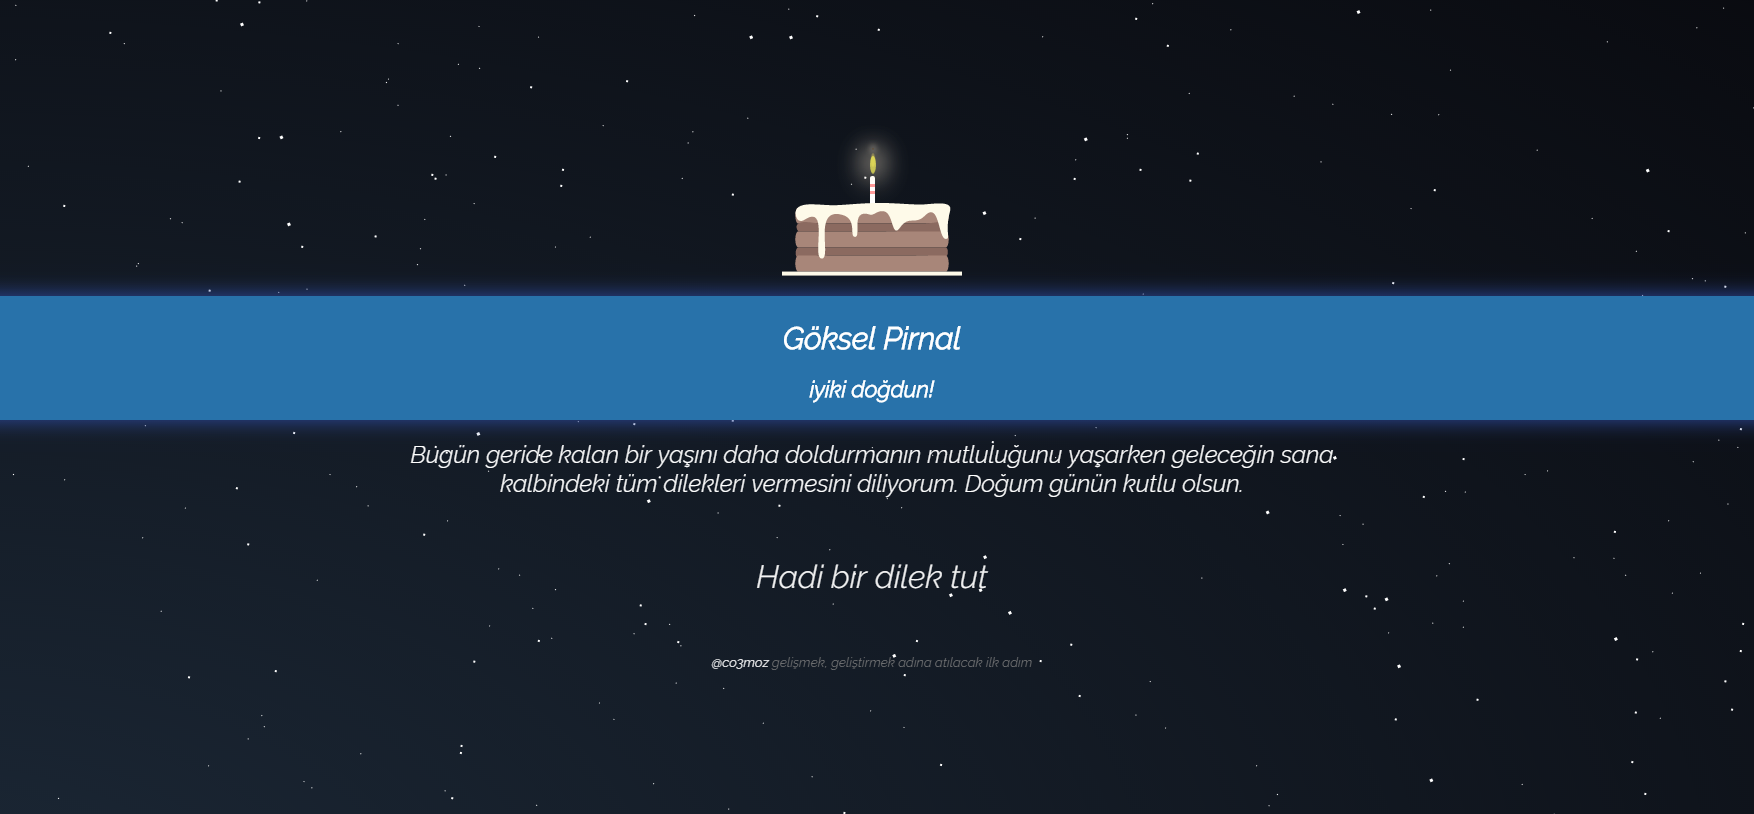 Göksel Pirnal
iyiki doğdun!
Bugün geride kalan bir yaşını daha doldurmanın mutluluğunu yaşarken geleceğin sana
kalbindeki tüm dilekleri vermesini diliyorum. Doğum günün kutlu olsun.
Hadi bir dilek tut
@co3moz gelişmek, geliştirmek adına atılacak ilk adım